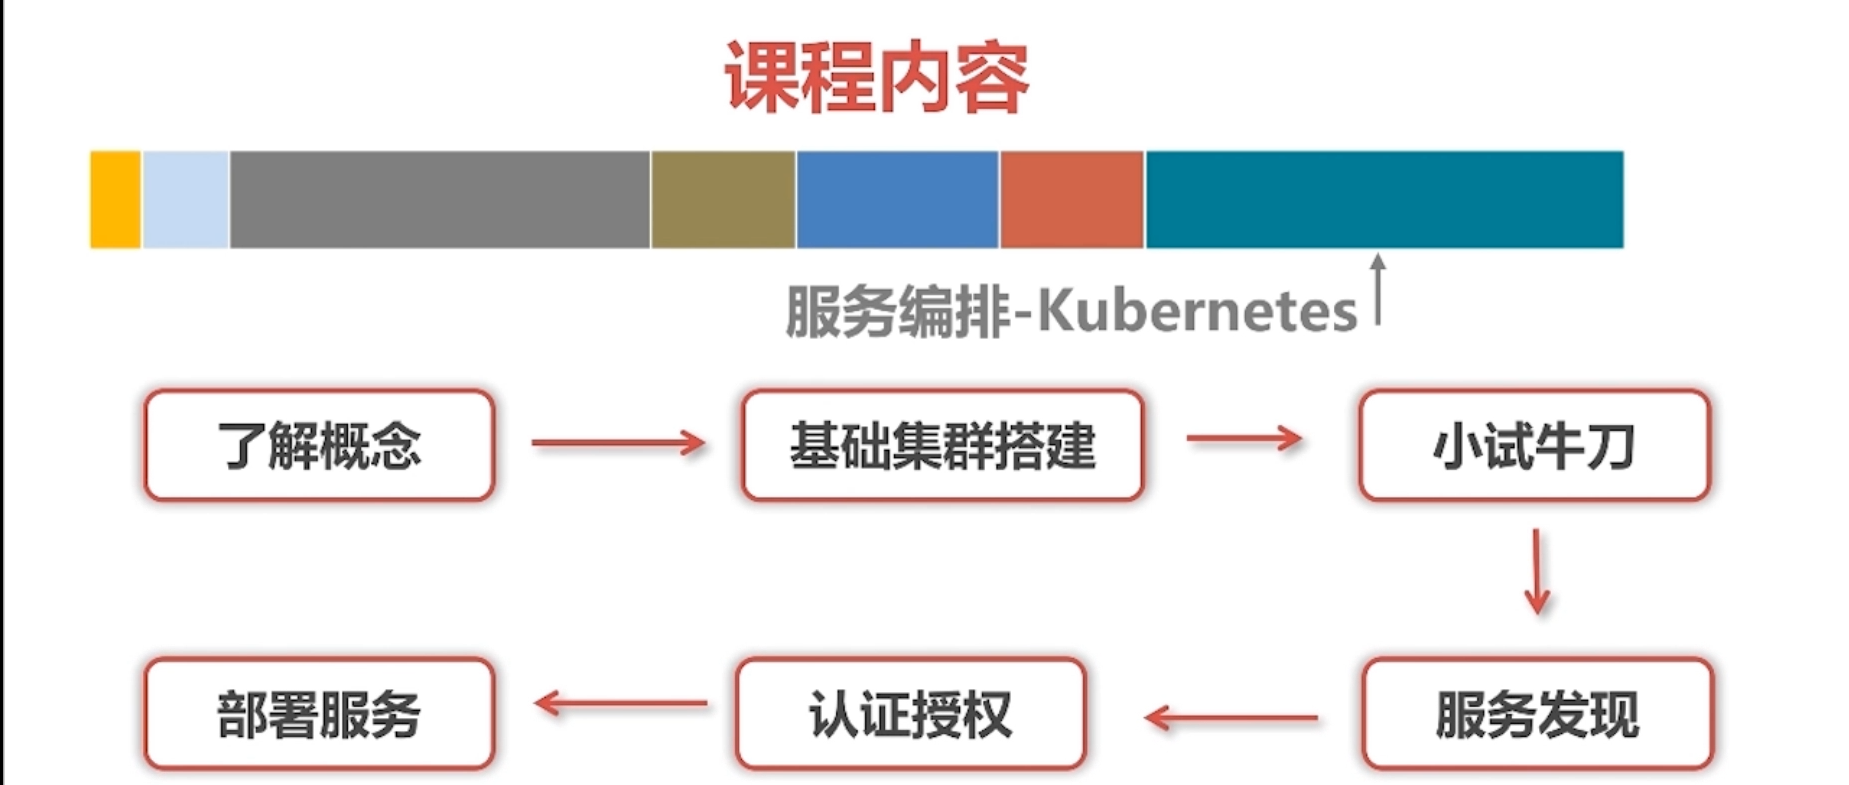 课程内容
服务编排-Kubernetes
了解概念
基础集群搭建
小试牛刀
部署服务
认证授权
服务发现